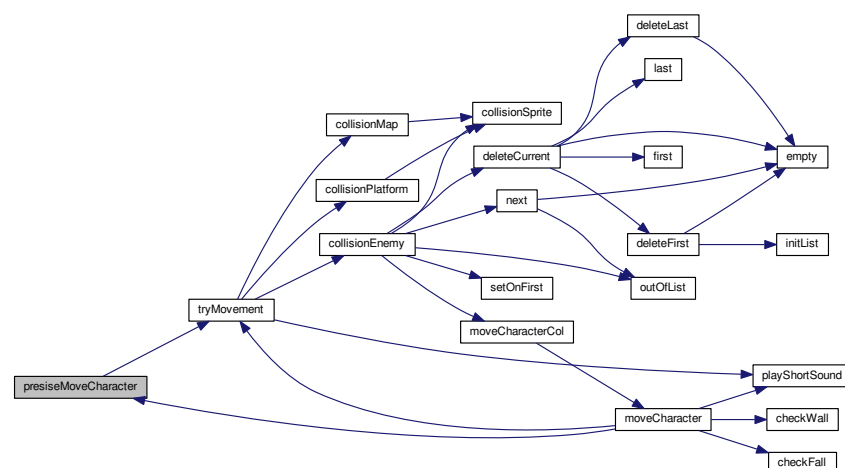 deleteLast
last
collisionSprite
collisionMap
deleteCurrent
first
empty
collisionPlatform
next
collisionEnemy
deleteFirst
initList
setOnFirst
outOfList
tryMovement
moveCharacterCol
playShortSound
presiseMoveCharacter
moveCharacter
checkWall
checkFall